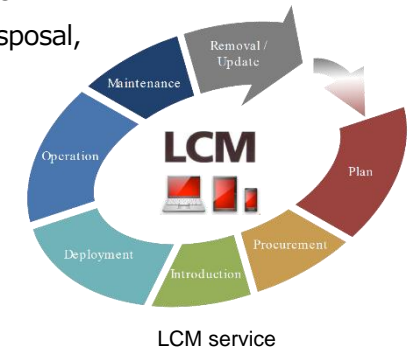 sposal,
Removal /
Update
Maintenance
Operation
LCM
Plan
Deployment
Procurement
Introduction
LCM service